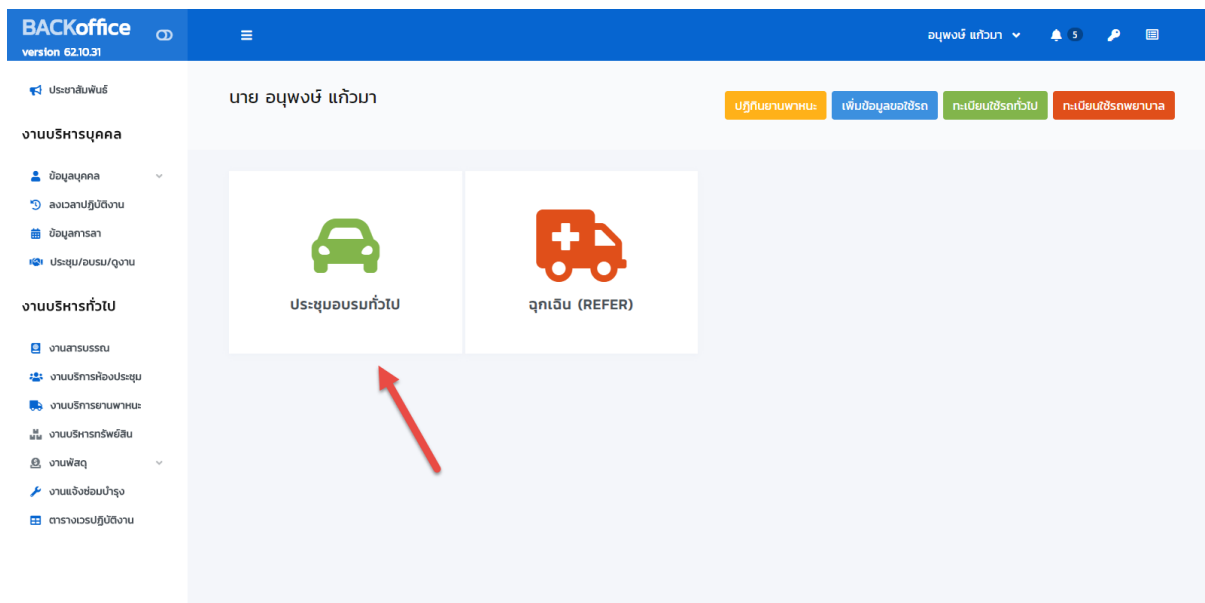 BACKoffice
version 62.10.31
อนุพงษ์ แก้วมา
5
ประชาสัมพันธ์
นาย อนุพงษ์ แก้วมา
ปฏิทินยานพาหนะ
เพิ่มข้อมูลขอใช้รถ
ทะเบียนใช้รถทั่วไป
ทะเบียนใช้รถพยาบาล
งานบริหารบุคคล
ข้อมูลบุคคล
ลงเวลาปฏิบัติงาน
ข้อมูลการลา
ประชุม/อบรม/ดูงาน
งานบริหารทั่วไป
งานสารบรรณ
งานบริการห้องประชุม
งานบริการยานพาหนะ
งานบริหารทรัพย์สิน
งานพัสดุ
งานแจ้งซ่อมบำรุง
ตารางเวรปฏิบัติงาน
ประชุมอบรมทั่วไป
ฉุกเฉิน (REFER)